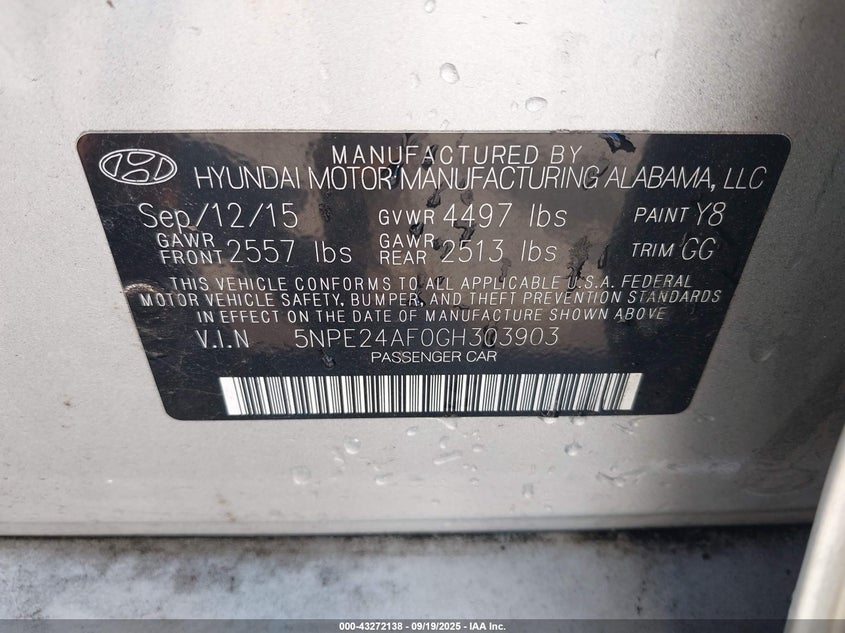 MANUFACTURED BY
HYUNDAI MOTOR MANUFACTURING ALABAMA, LLC
Sep/12/15 GVWR 4497 lbs PAINT Y8
GAWR FRONT 2557 lbs GAWR REAR 2513 lbs TRIM GG
THIS VEHICLE CONFORMS TO ALL APPLICABLE U.S.A. FEDERAL
MOTOR VEHICLE SAFETY, BUMPER, AND THEFT PREVENTION STANDARDS
IN EFFECT ON THE DATE OF MANUFACTURE SHOWN ABOVE
V.I.N 5NPE24AF0GH303903
PASSENGER CAR
000-43272138 - 09/19/2025 - IAA Inc.